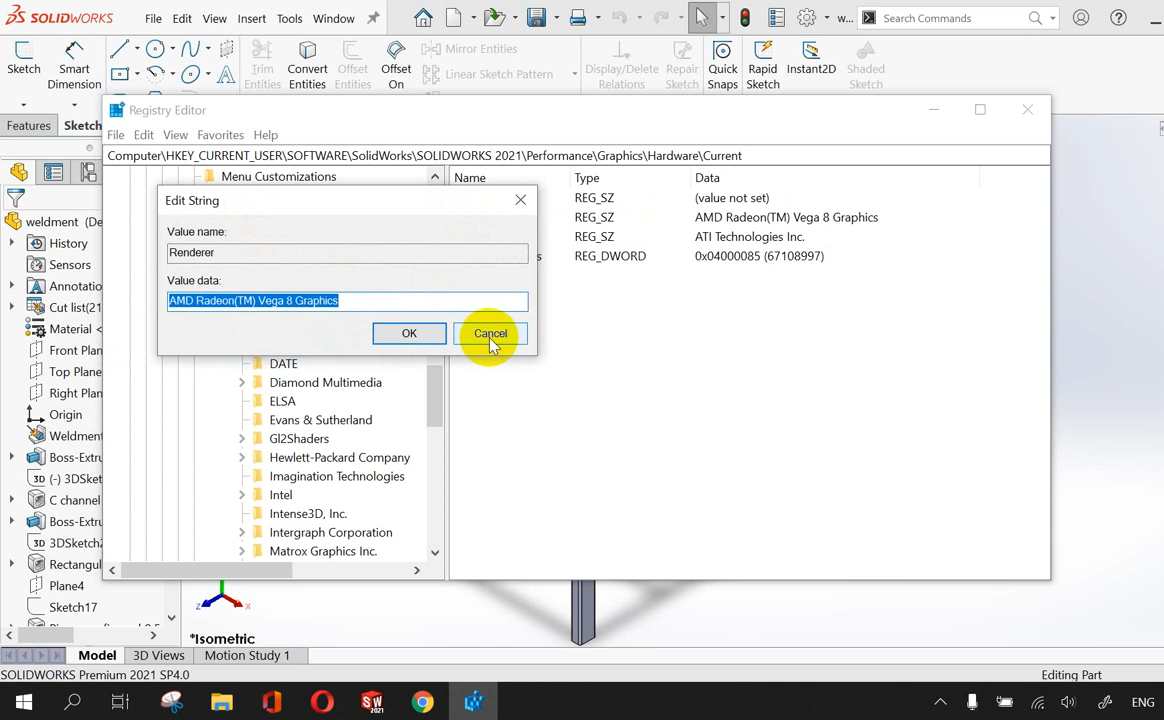 SOLIDWORKS File Edit View Insert Tools Window w... Search Commands
Sketch Smart Dimension Trim Entities Convert Entities Offset Entities Offset On Mirror Entities Linear Sketch Pattern Display/Delete Relations Repair Sketch Quick Snaps Rapid Sketch Instant2D Shaded Sketch
Registry Editor
Features Sketch
File Edit View Favorites Help
Computer\HKEY_CURRENT_USER\SOFTWARE\SolidWorks\SOLIDWORKS 2021\Performance\Graphics\Hardware\Current
Menu Customizations
Name Type Data
REG_SZ (value not set)
REG_SZ AMD Radeon(TM) Vega 8 Graphics
REG_SZ ATI Technologies Inc.
s REG_DWORD 0x04000085 (67108997)
Edit String
Value name:
Renderer
Value data:
AMD Radeon(TM) Vega 8 Graphics
OK Cancel
DATE
Diamond Multimedia
ELSA
Evans & Sutherland
Gl2Shaders
Hewlett-Packard Company
Imagination Technologies
Intel
Intense3D, Inc.
Intergraph Corporation
Matrox Graphics Inc.
weldment (De
History
Sensors
Annotatio
Cut list(21
Material <
Front Plan
Top Plane
Right Plan
Origin
Weldment
Boss-Extru
3D (-) 3DSket
C channel
Boss-Extru
3D 3DSketch2
Rectangul
Plane4
Sketch17
*Isometric
z x
Model 3D Views Motion Study 1
SOLIDWORKS Premium 2021 SP4.0 Editing Part
SW 2021 ENG